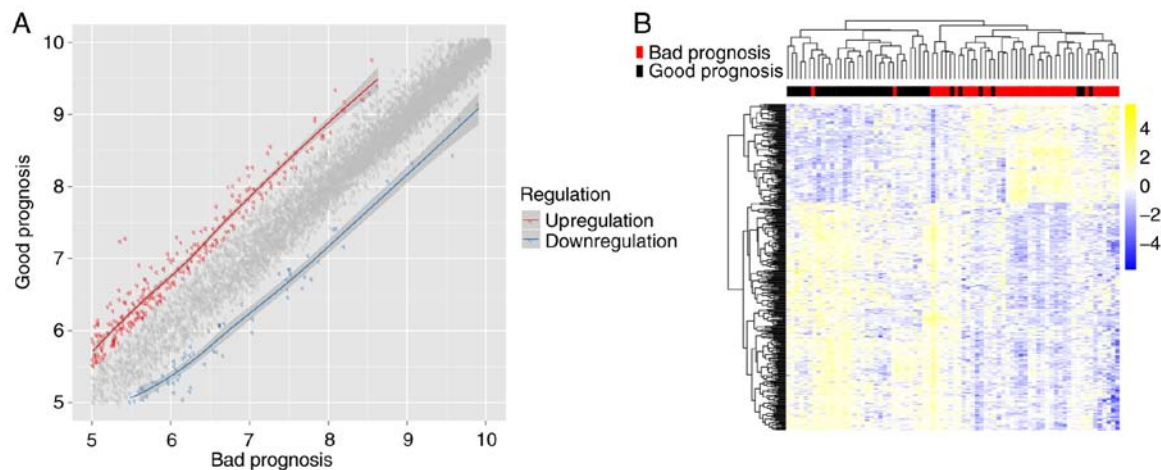 A
Good prognosis
10
9
8
7
6
5
5 6 7 8 9 10
Bad prognosis
Regulation
Upregulation
Downregulation
B
Bad prognosis
Good prognosis
4
2
0
−2
−4